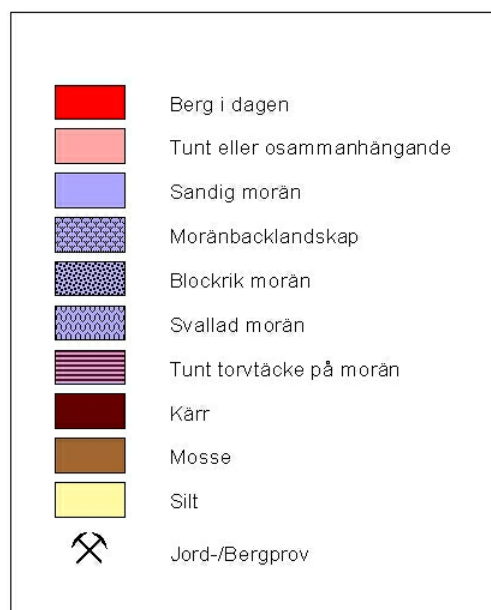 Berg i dagen
Tunt eller osammanhängande
Sandig morän
Moränbacklandskap
Blockrik morän
Svallad morän
Tunt torvtäcke på morän
Kärr
Mosse
Silt
Jord-/Bergprov